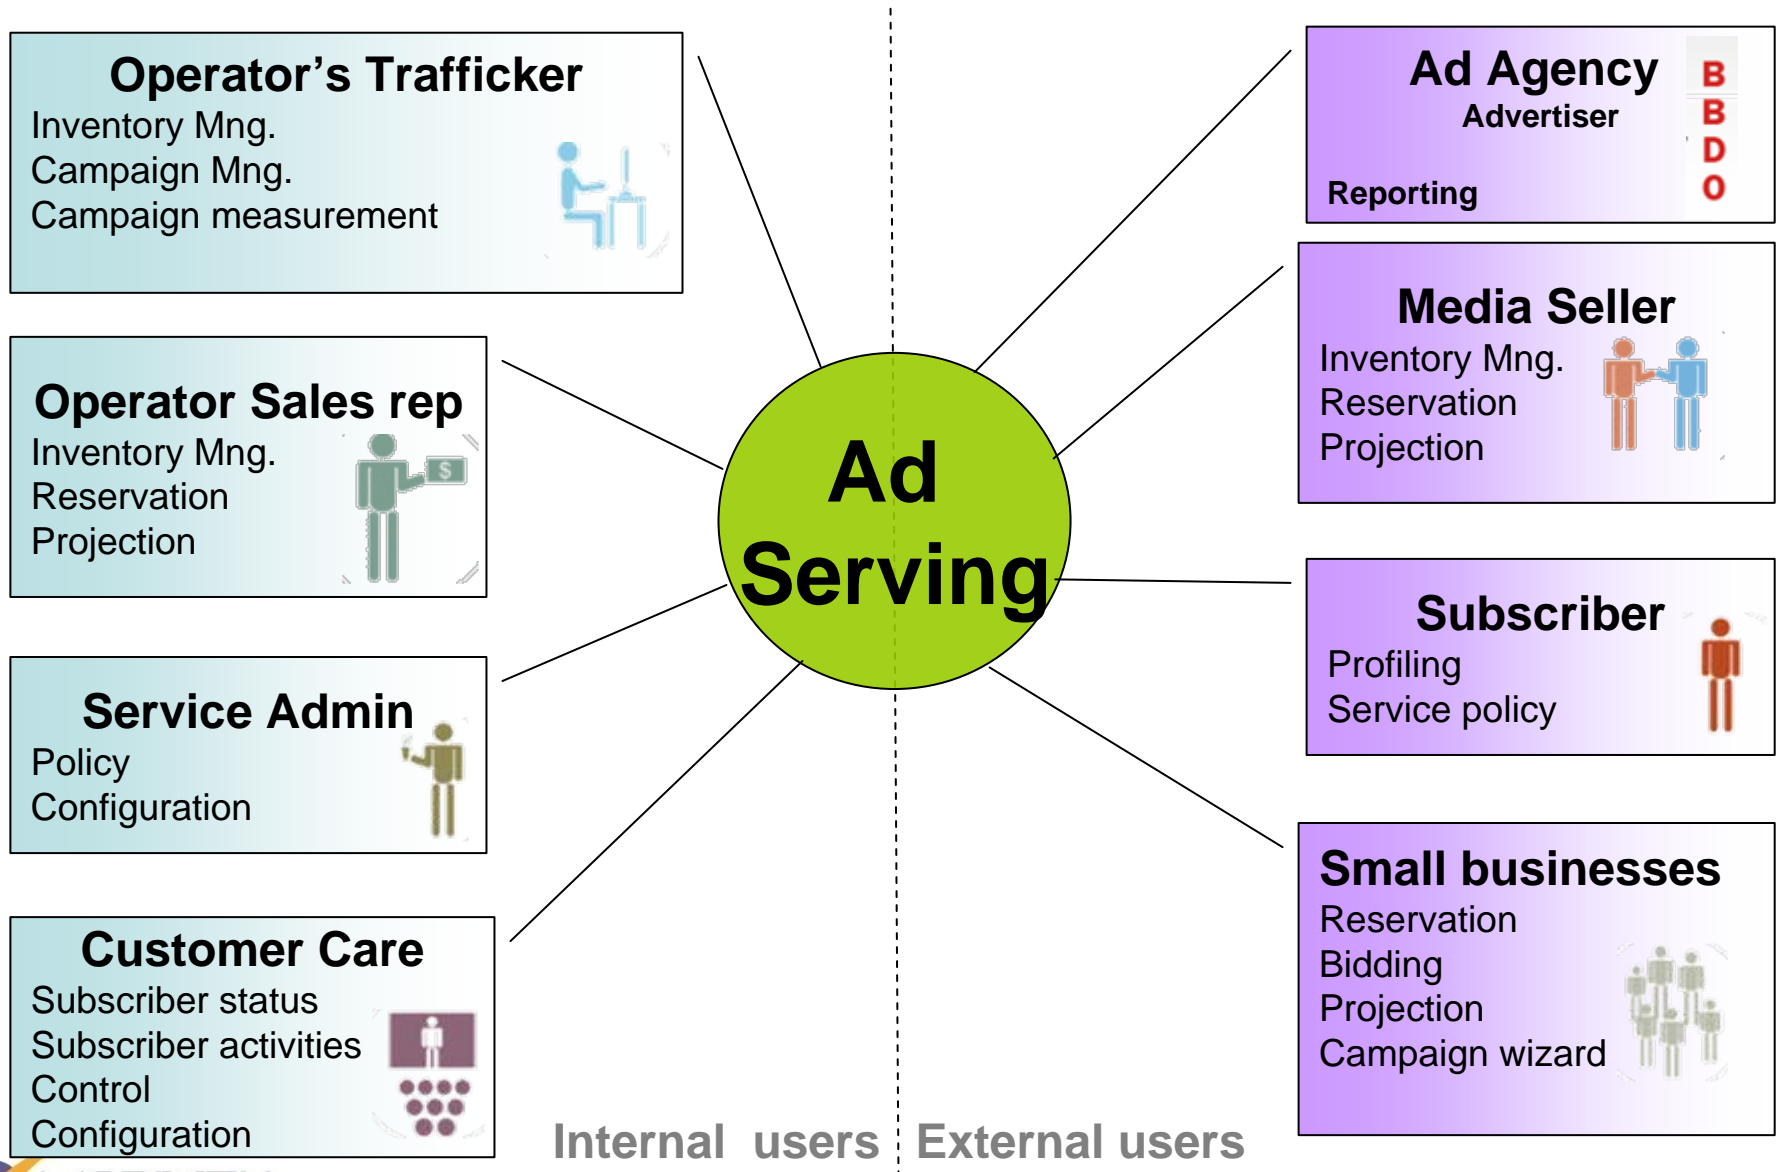 Operator's Trafficker
Inventory Mng.
Campaign Mng.
Campaign measurement
Operator Sales rep
Inventory Mng.
Reservation
Projection
$
Service Admin
Policy
Configuration
Customer Care
Subscriber status
Subscriber activities
Control
Configuration
Ad
Serving
Internal users
External users
Ad Agency
Advertiser
Reporting
B
B
D
O
Media Seller
Inventory Mng.
Reservation
Projection
Subscriber
Profiling
Service policy
Small businesses
Reservation
Bidding
Projection
Campaign wizard